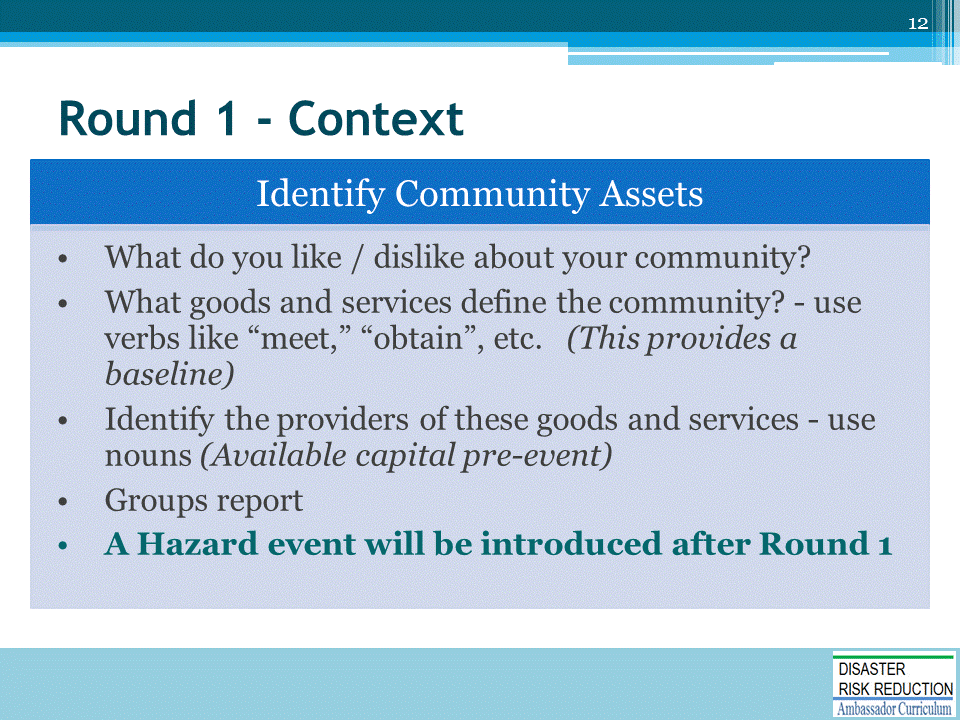 12
Round 1 - Context
Identify Community Assets
• What do you like / dislike about your community?
• What goods and services define the community? - use
verbs like “meet,” “obtain”, etc. (This provides a
baseline)
• Identify the providers of these goods and services - use
nouns (Available capital pre-event)
• Groups report
• A Hazard event will be introduced after Round 1
DISASTER
RISK REDUCTION
Ambassador Curriculum